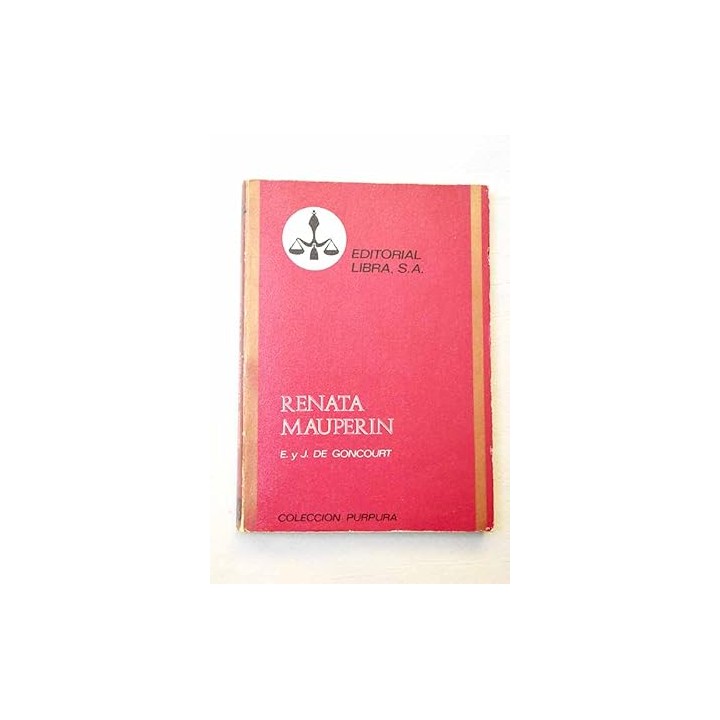 EDITORIAL
LIBRA, S.A.
RENATA
MAUPERIN
E. y J. DE GONCOURT
COLECCION PURPURA